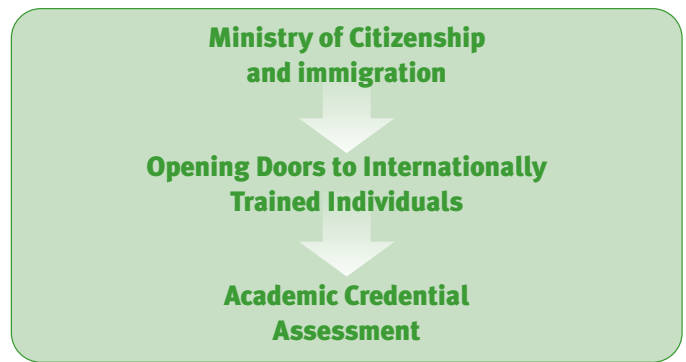 Ministry of Citizenship
and immigration
Opening Doors to Internationally
Trained Individuals
Academic Credential
Assessment